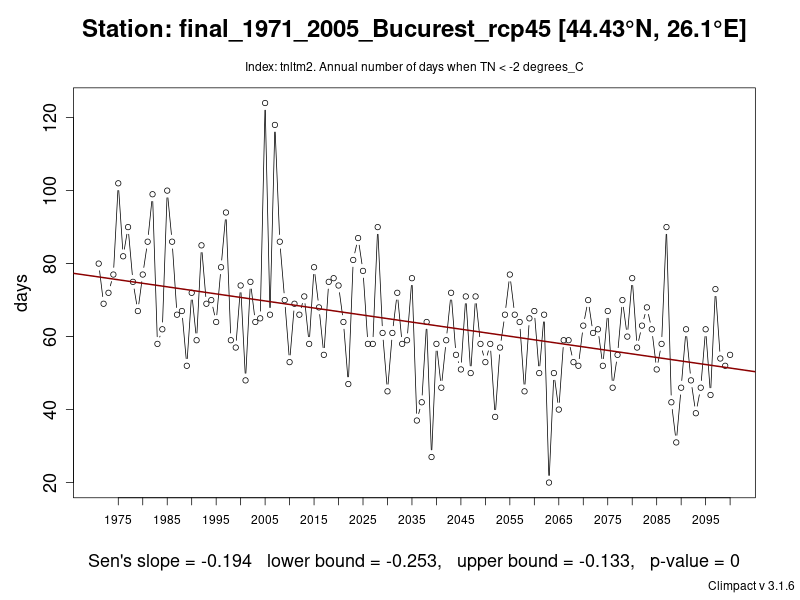 Station: final_1971_2005_Bucurest_rcp45 [44.43°N, 26.1°E]
Index: tnltm2. Annual number of days when TN < -2 degrees_C
120
100
80
60
40
20
days
1975 1985 1995 2005 2015 2025 2035 2045 2055 2065 2075 2085 2095
Sen's slope = -0.194 lower bound = -0.253, upper bound = -0.133, p-value = 0
Climpact v 3.1.6